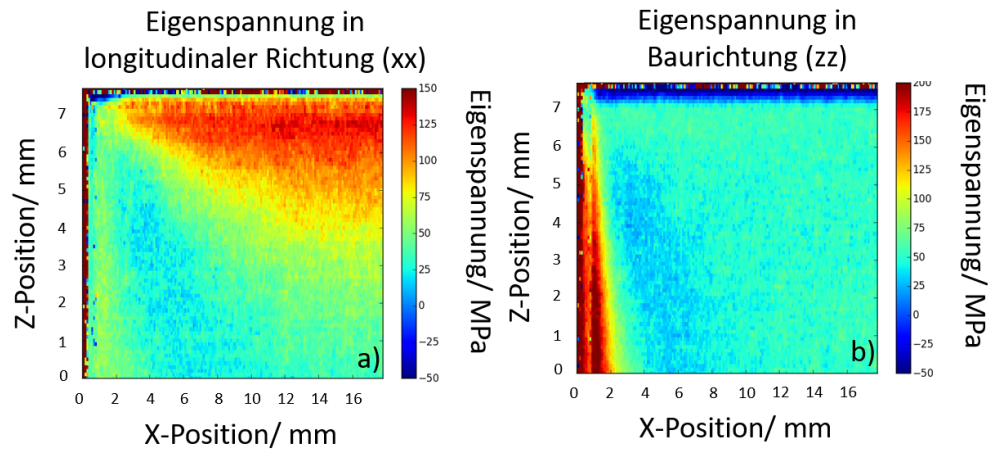 Eigenspannung in
longitudinaler Richtung (xx)
Z-Position/ mm
7
6
5
4
3
2
1
0
0 2 4 6 8 10 12 14 16
X-Position/ mm
a)
150
125
100
75
50
25
0
−25
−50
Eigenspannung/ MPa
Eigenspannung in
Baurichtung (zz)
Z-Position/ mm
7
6
5
4
3
2
1
0
0 2 4 6 8 10 12 14 16
X-Position/ mm
b)
200
175
150
125
100
75
50
25
0
−25
−50
Eigenspannung/ MPa